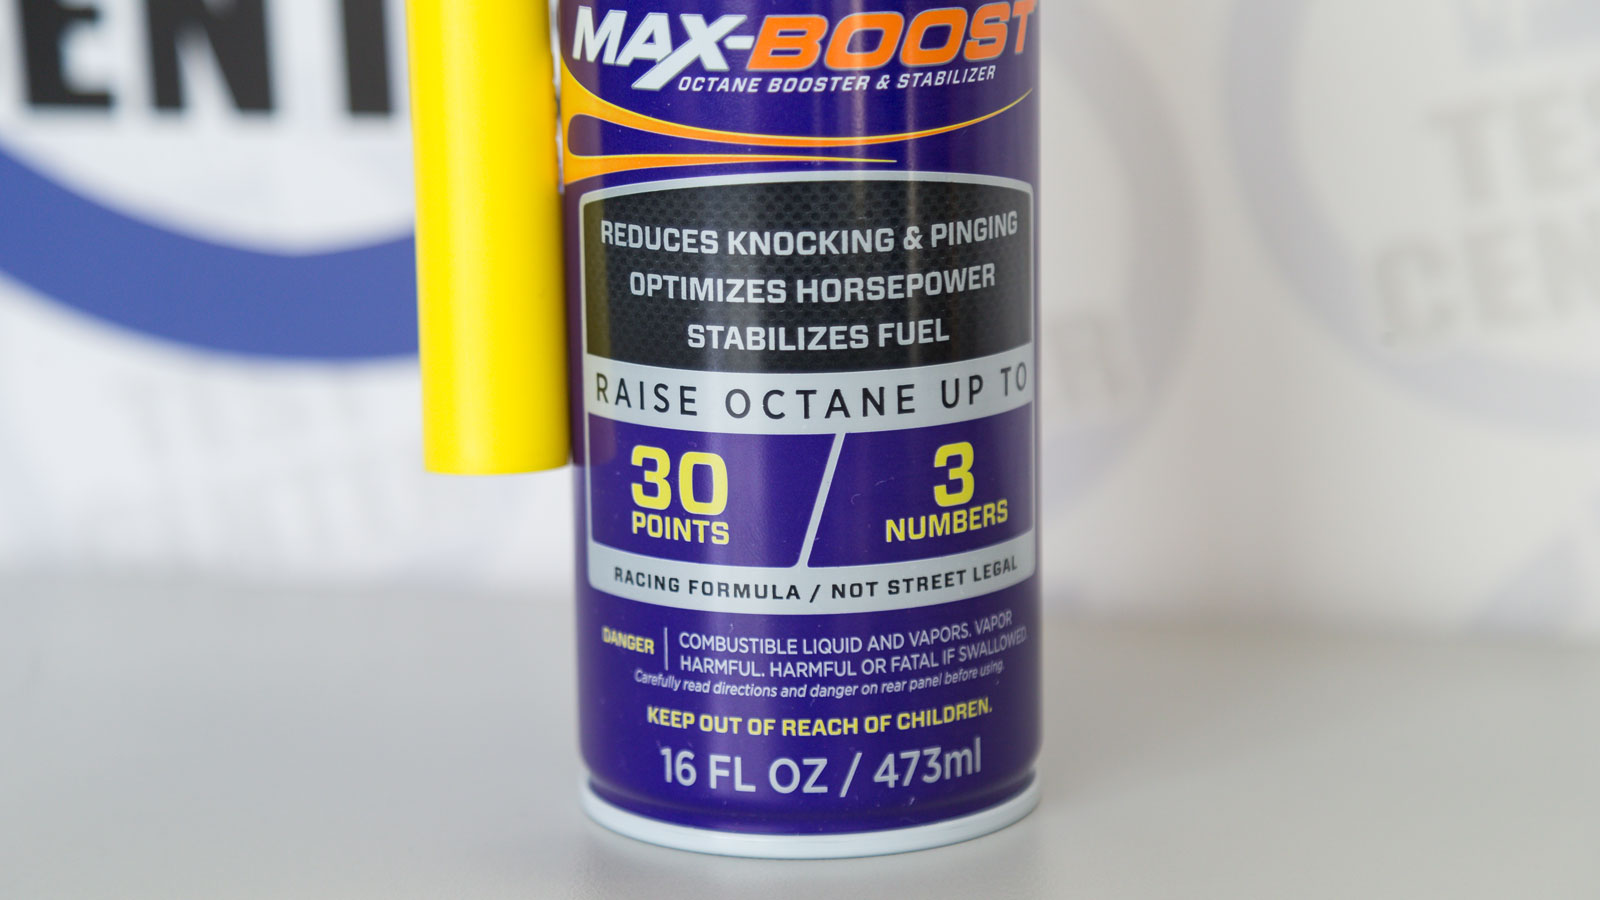 MAX-BOOST
OCTANE BOOSTER & STABILIZER
REDUCES KNOCKING & PINGING
OPTIMIZES HORSEPOWER
STABILIZES FUEL
RAISE OCTANE UP TO
30
POINTS
3
NUMBERS
RACING FORMULA / NOT STREET LEGAL
DANGER
COMBUSTIBLE LIQUID AND VAPORS. VAPOR
HARMFUL. HARMFUL OR FATAL IF SWALLOWED.
Carefully read directions and danger on rear panel before using.
KEEP OUT OF REACH OF CHILDREN.
16 FL OZ / 473ml